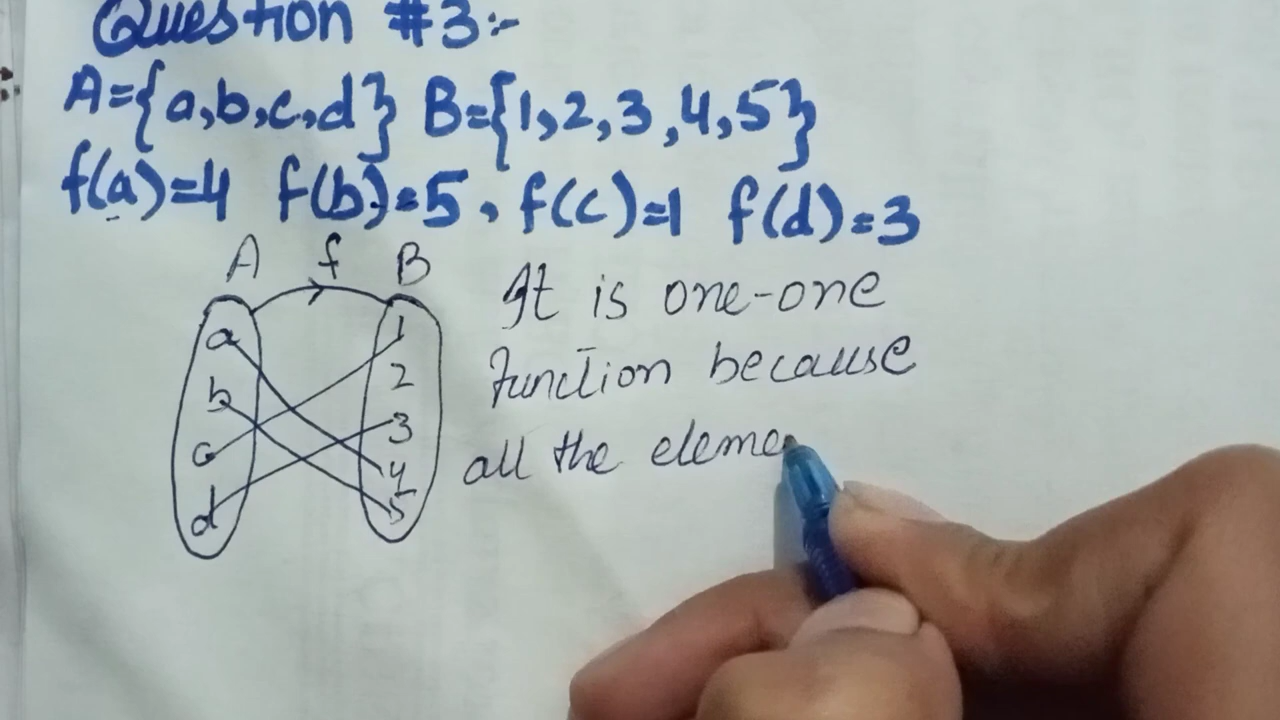 Question #3:-
A={a,b,c,d} B={1,2,3,4,5}
f(a)=4 f(b)=5, f(c)=1 f(d)=3
A f B
a
b
c
d
1
2
3
4
5
It is one-one
function because
all the eleme